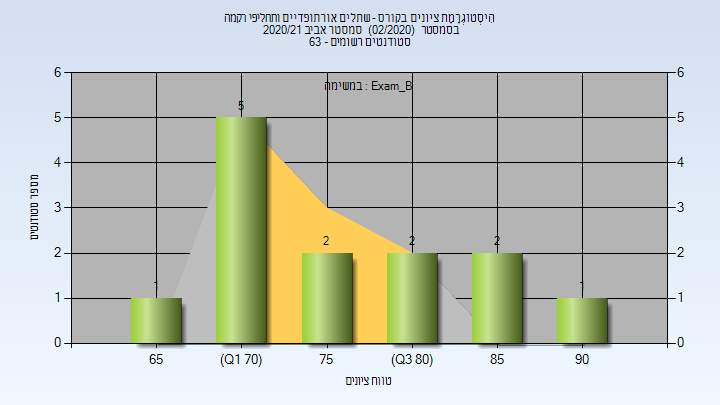 היסטוגרמת ציונים בקורס - שתלים אורתופדיים ותחליפי רקמה
בסמסטר (02/2020) סמסטר אביב 2020/21
סטודנטים רשומים - 63
במשימה : Exam_B
6 6
5 5
4 4
3 3
2 2
1 1
0 0
1 5 2 2 2 1
מספר סטודנטים
65 (Q1 70) 75 (Q3 80) 85 90
טווח ציונים